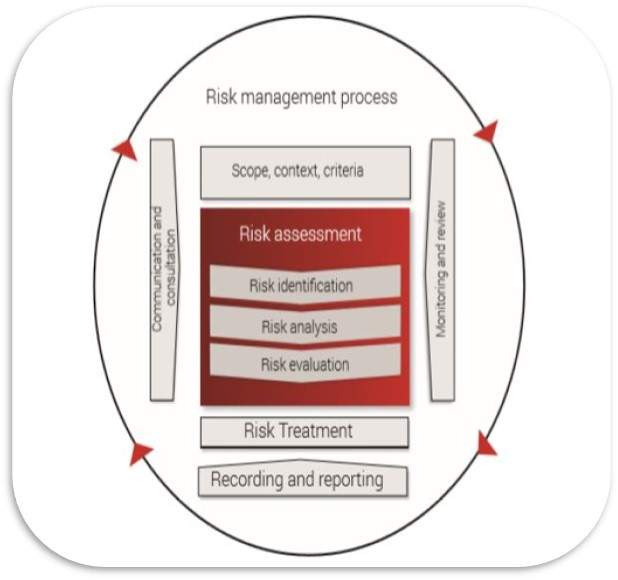 Risk management process
Scope, context, criteria
Risk assessment
Risk identification
Risk analysis
Risk evaluation
Communication and
consultation
Monitoring and review
Risk Treatment
Recording and reporting